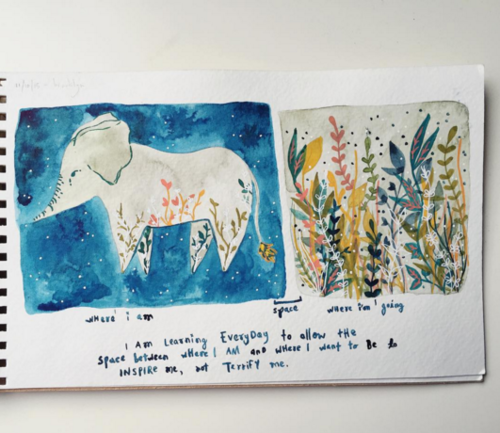 where i am
space
where i'm going
I AM LEARNING EVERYDAY to allow the
space between where I AM and where I want to Be to
INSPIRE me, not Terrify me.